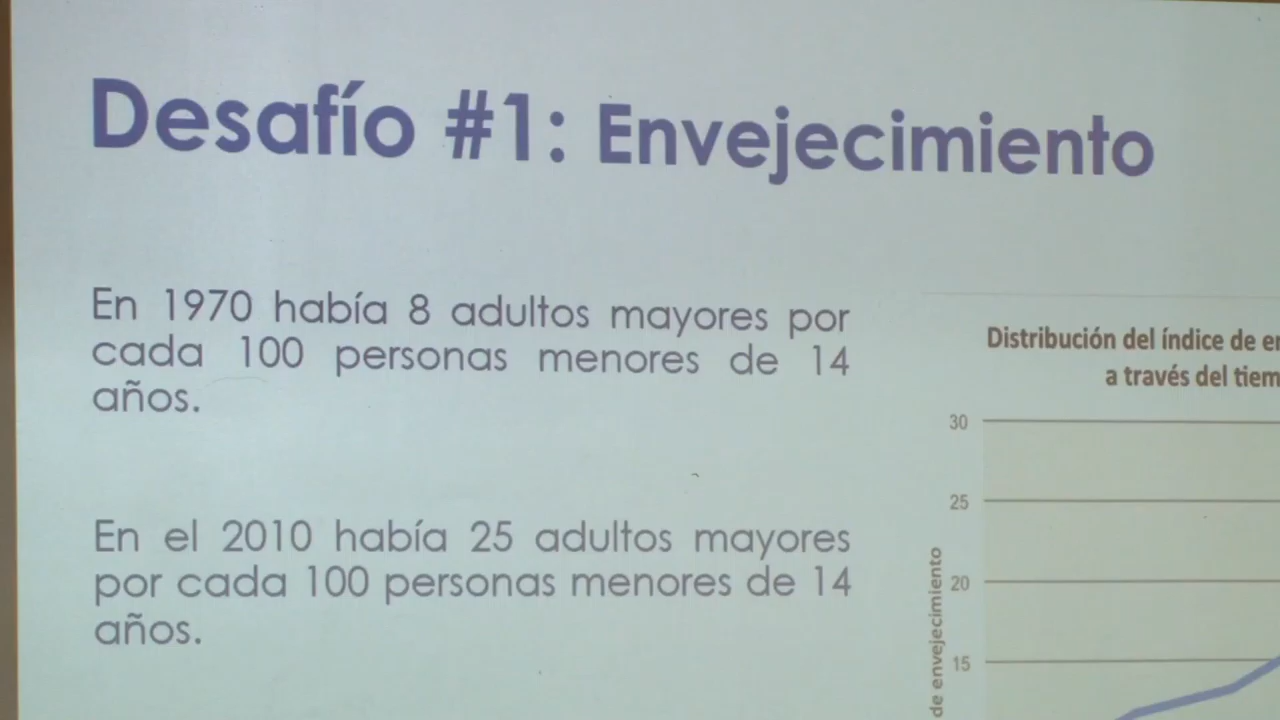 Desafío #1: Envejecimiento
En 1970 había 8 adultos mayores por
cada 100 personas menores de 14
años.
En el 2010 había 25 adultos mayores
por cada 100 personas menores de 14
años.
Distribución del índice de
a través del
30
25
20
15
de envejecimiento